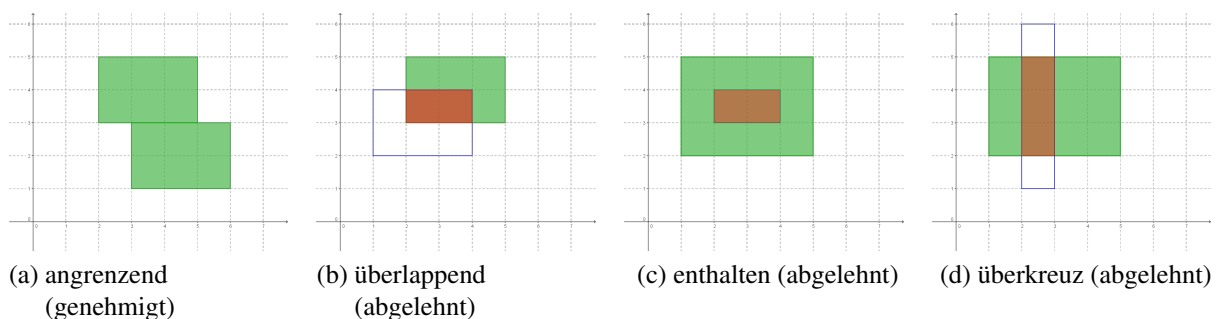 (a) angrenzend
(genehmigt)
(b) überlappend
(abgelehnt)
(c) enthalten (abgelehnt)
(d) überkreuz (abgelehnt)